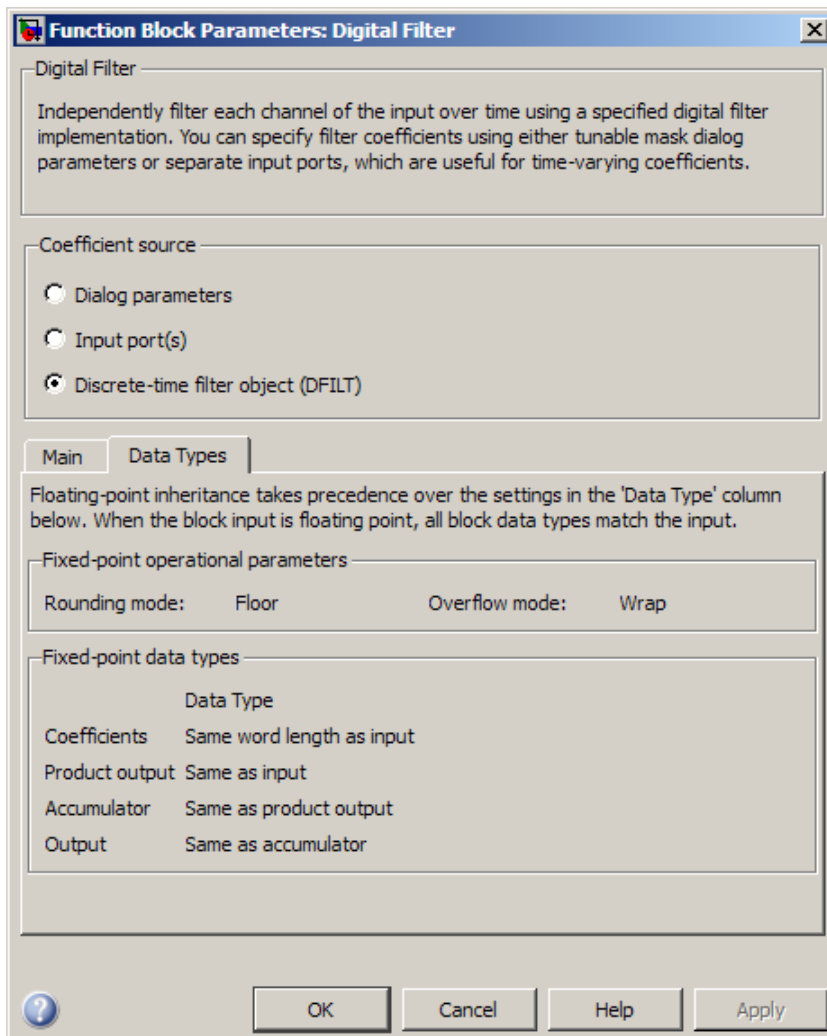 Function Block Parameters: Digital Filter
Digital Filter
Independently filter each channel of the input over time using a specified digital filter
implementation. You can specify filter coefficients using either tunable mask dialog
parameters or separate input ports, which are useful for time-varying coefficients.
Coefficient source
Dialog parameters
Input port(s)
Discrete-time filter object (DFILT)
Main Data Types
Floating-point inheritance takes precedence over the settings in the 'Data Type' column
below. When the block input is floating point, all block data types match the input.
Fixed-point operational parameters
Rounding mode: Floor Overflow mode: Wrap
Fixed-point data types
Data Type
Coefficients Same word length as input
Product output Same as input
Accumulator Same as product output
Output Same as accumulator
? OK Cancel Help Apply